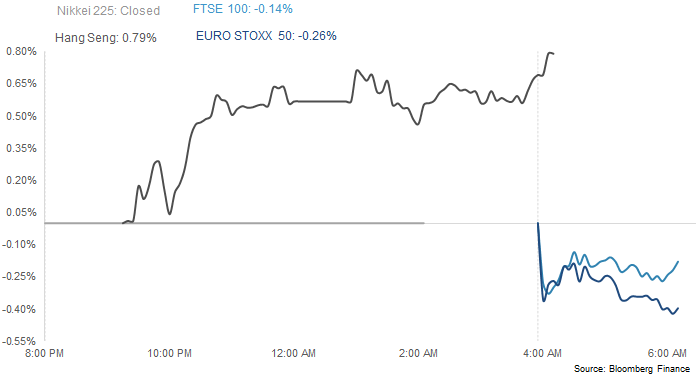 Nikkei 225: Closed FTSE 100: -0.14%
Hang Seng: 0.79% EURO STOXX 50: -0.26%
0.80%
0.65%
0.50%
0.35%
0.20%
0.05%
-0.10%
-0.25%
-0.40%
-0.55%
8:00 PM 10:00 PM 12:00 AM 2:00 AM 4:00 AM 6:00 AM
Source: Bloomberg Finance